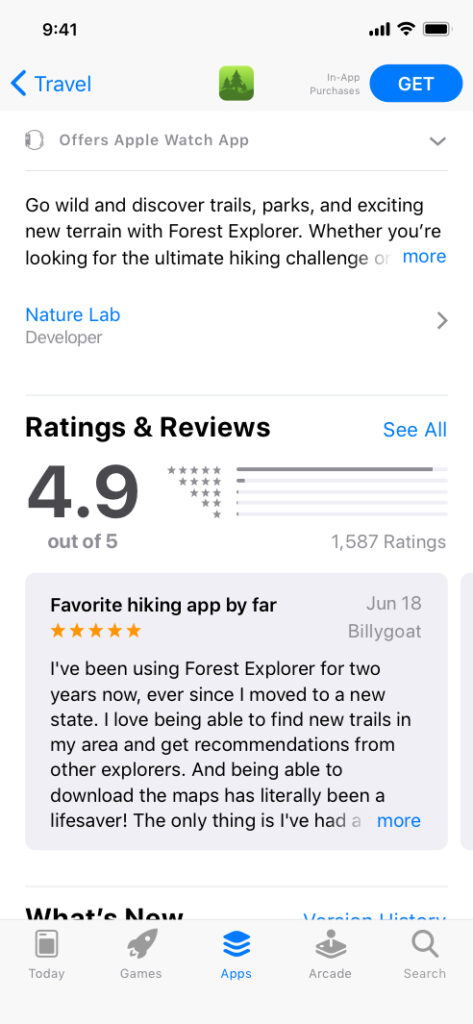 9:41
Travel
In-App
Purchases
GET
Offers Apple Watch App
Go wild and discover trails, parks, and exciting
new terrain with Forest Explorer. Whether you’re
looking for the ultimate hiking challenge or more
Nature Lab
Developer
Ratings & Reviews
See All
4.9
out of 5
1,587 Ratings
Favorite hiking app by far
Jun 18
Billygoat
I've been using Forest Explorer for two
years now, ever since I moved to a new
state. I love being able to find new trails in
my area and get recommendations from
other explorers. And being able to
download the maps has literally been a
lifesaver! The only thing is I've had a more
What’s New
Version History
Today
Games
Apps
Arcade
Search